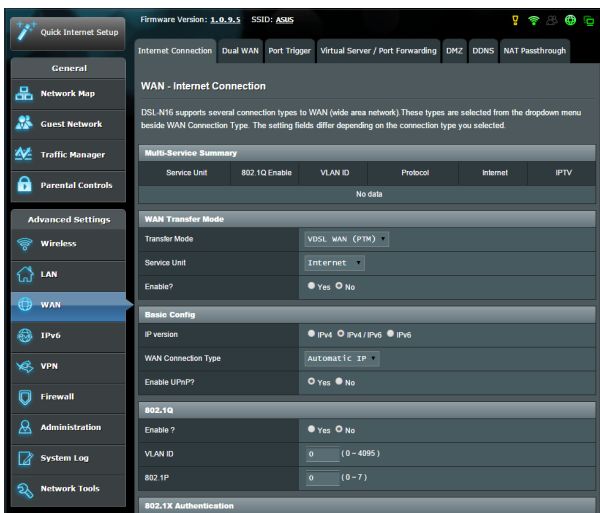 Quick Internet Setup
General
Network Map
Guest Network
Traffic Manager
Parental Controls
Advanced Settings
Wireless
LAN
WAN
IPv6
VPN
Firewall
Administration
System Log
Network Tools
Firmware Version: 1.0.9.5 SSID: ASUS
Internet Connection Dual WAN Port Trigger Virtual Server / Port Forwarding DMZ DDNS NAT Passthrough
WAN - Internet Connection
DSL-N16 supports several connection types to WAN (wide area network).These types are selected from the dropdown menu
beside WAN Connection Type. The setting fields differ depending on the connection type you selected.
Multi-Service Summary
Service Unit 802.1Q Enable VLAN ID Protocol Internet IPTV
No data
WAN Transfer Mode
Transfer Mode VDSL WAN (PTM)
Service Unit Internet
Enable? Yes No
Basic Config
IP version IPv4 IPv4 / IPv6 IPv6
WAN Connection Type Automatic IP
Enable UPnP? Yes No
802.1Q
Enable ? Yes No
VLAN ID 0 ( 0 – 4095 )
802.1P 0 ( 0 – 7 )
802.1X Authentication